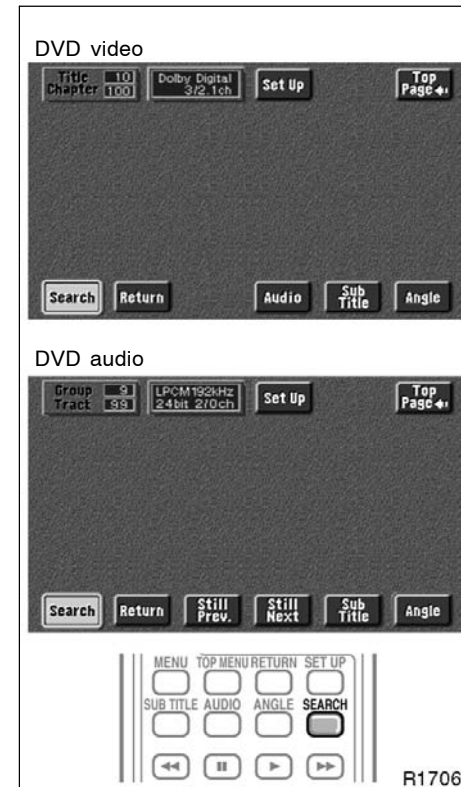 DVD video
Title 10 Dolby Digital Set Up Top
Chapter 100 3/2.1ch Page
Search Return Audio Sub Title Angle
DVD audio
Group 9 LPCM192kHz Set Up Top
Track 99 24bit 2/0ch Page
Search Return Still Prev. Still Next Sub Title Angle
MENU TOP MENU RETURN SET UP
SUB TITLE AUDIO ANGLE SEARCH
R1706